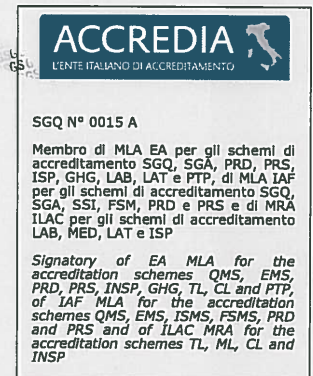 ACCREDIA
L'ENTE ITALIANO DI ACCREDITAMENTO
SGQ N° 0015 A
Membro di MLA EA per gli schemi di
accreditamento SGQ, SGA, PRD, PRS,
ISP, GHG, LAB, LAT e PTP, di MLA IAF
per gli schemi di accreditamento SGQ,
SGA, SSI, FSM, PRD e PRS e di MRA
ILAC per gli schemi di accreditamento
LAB, MED, LAT e ISP
Signatory of EA MLA for the
accreditation schemes QMS, EMS,
PRD, PRS, INSP, GHG, TL, CL and PTP,
of IAF MLA for the accreditation
schemes QMS, EMS, ISMS, FSMS, PRD
and PRS and of ILAC MRA for the
accreditation schemes TL, ML, CL and
INSP